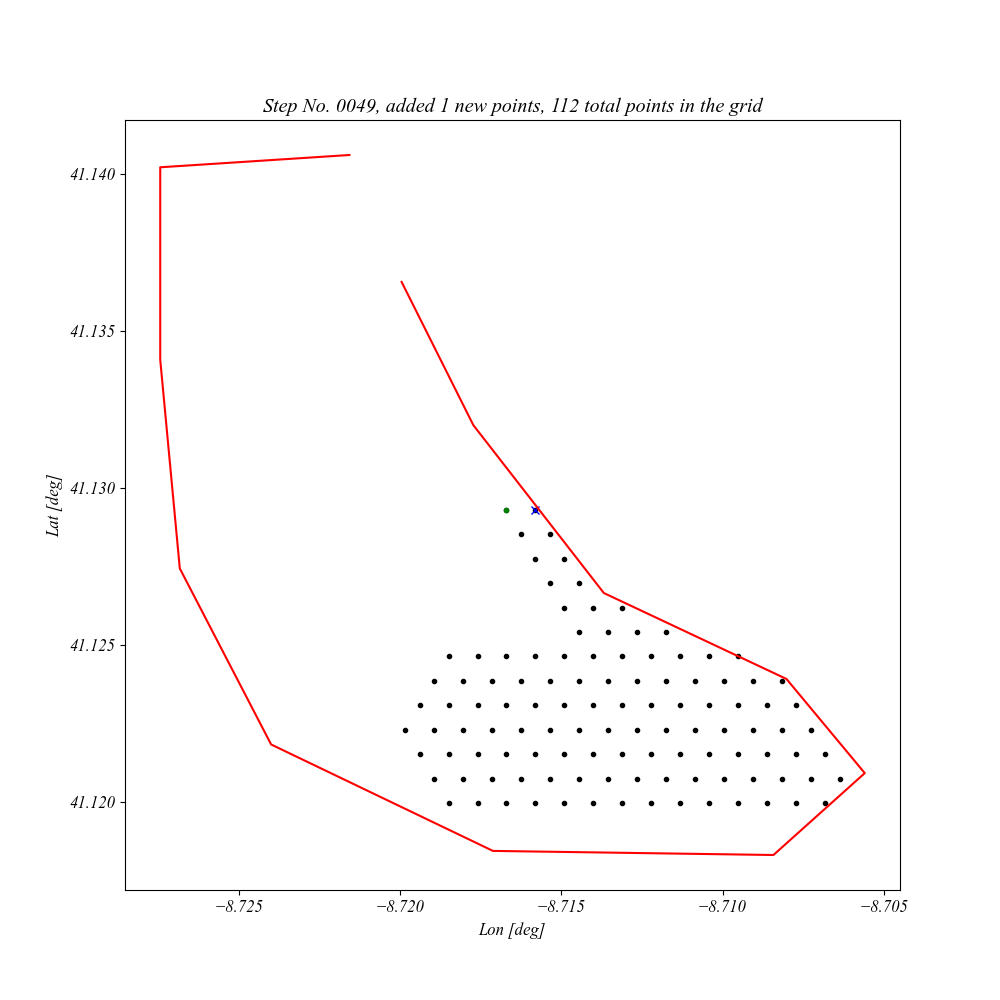 Step No. 0049, added 1 new points, 112 total points in the grid
41.140
41.135
41.130
41.125
41.120
Lat [deg]
−8.725 −8.720 −8.715 −8.710 −8.705
Lon [deg]